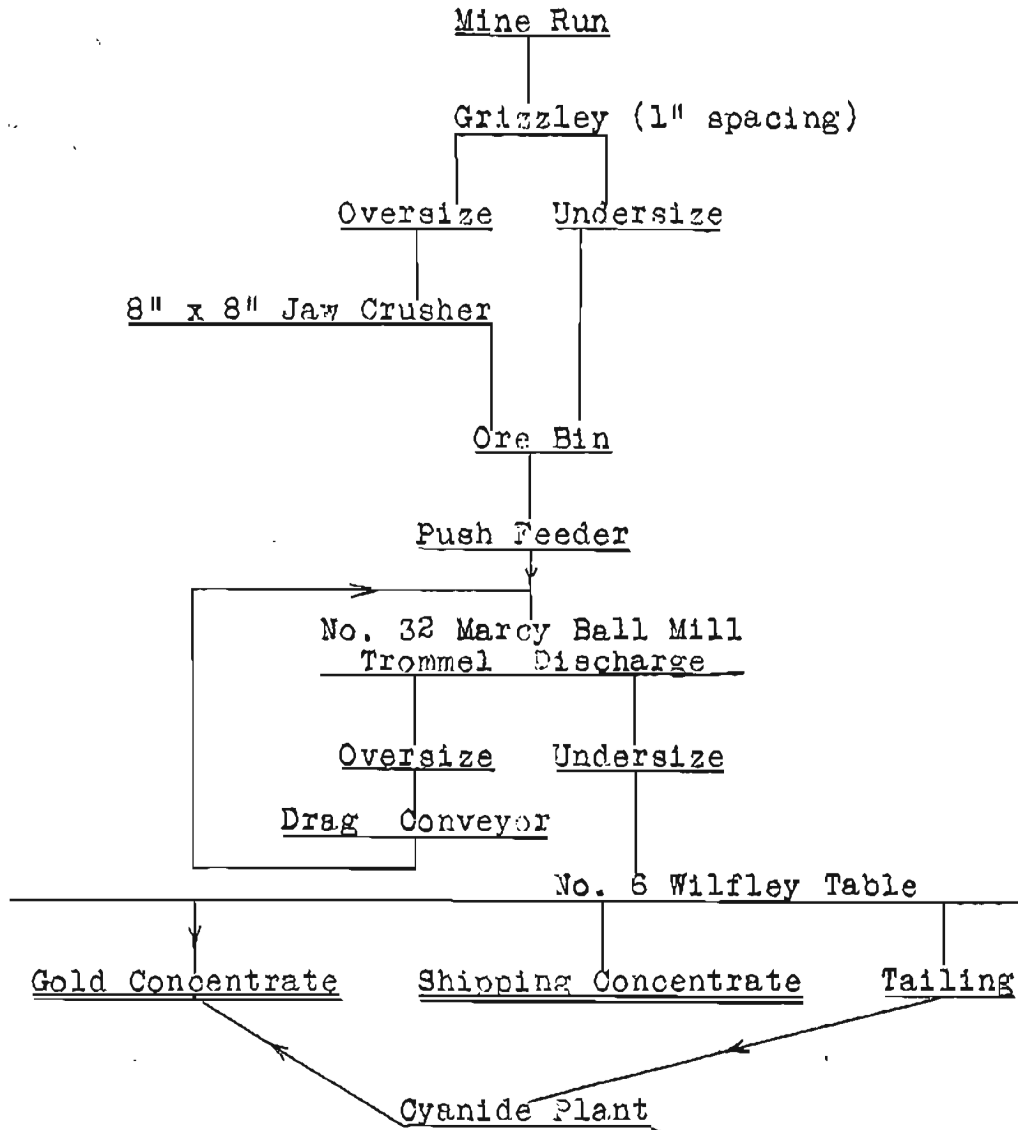 Mine Run
Grizzley (1" spacing)
Oversize Undersize
8" x 8" Jaw Crusher
Ore Bin
Push Feeder
No. 32 Marcy Ball Mill
Trommel Discharge
Oversize Undersize
Drag Conveyor
No. 6 Wilfley Table
Gold Concentrate Shipping Concentrate Tailing
Cyanide Plant